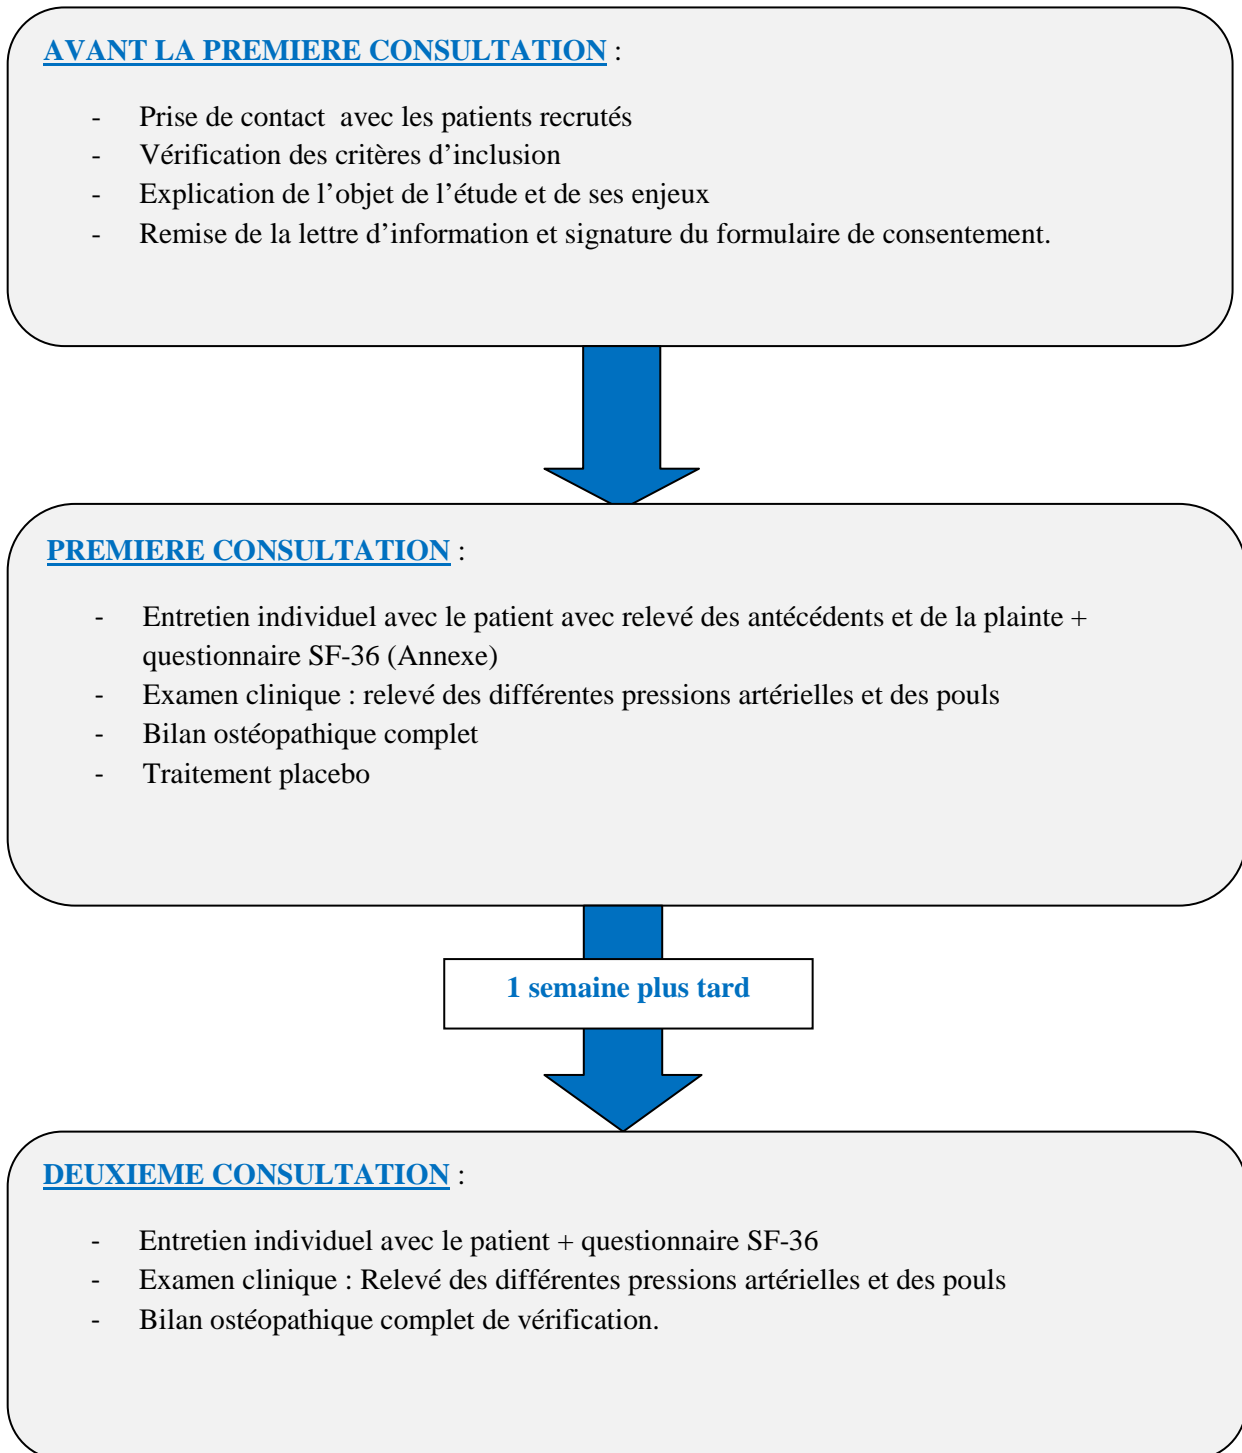 AVANT LA PREMIERE CONSULTATION :
- Prise de contact avec les patients recrutés
- Vérification des critères d'inclusion
- Explication de l'objet de l'étude et de ses enjeux
- Remise de la lettre d'information et signature du formulaire de consentement.
PREMIERE CONSULTATION :
- Entretien individuel avec le patient avec relevé des antécédents et de la plainte +
questionnaire SF-36 (Annexe)
- Examen clinique : relevé des différentes pressions artérielles et des pouls
- Bilan ostéopathique complet
- Traitement placebo
1 semaine plus tard
DEUXIEME CONSULTATION :
- Entretien individuel avec le patient + questionnaire SF-36
- Examen clinique : Relevé des différentes pressions artérielles et des pouls
- Bilan ostéopathique complet de vérification.